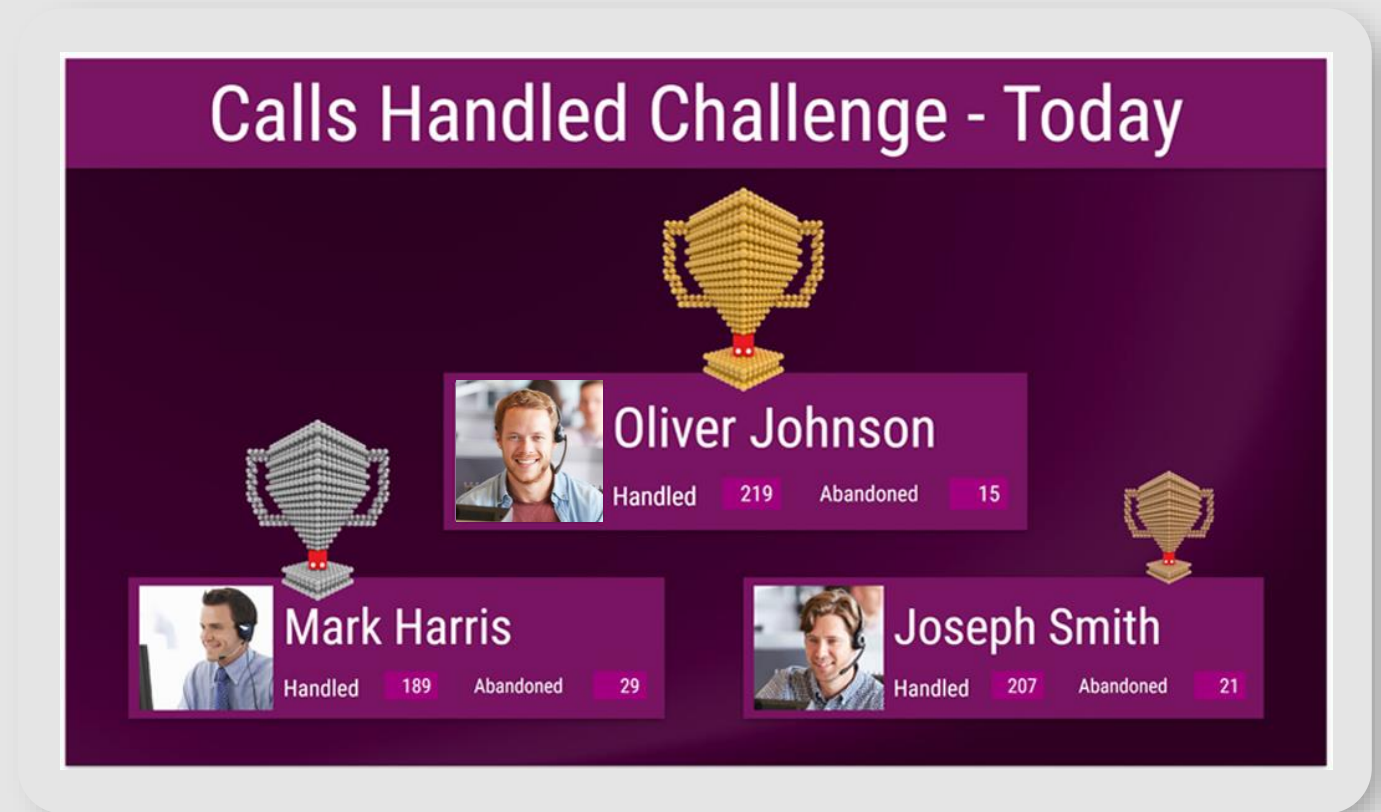 Calls Handled Challenge - Today
Oliver Johnson
Handled 219 Abandoned 15
Mark Harris
Handled 189 Abandoned 29
Joseph Smith
Handled 207 Abandoned 21